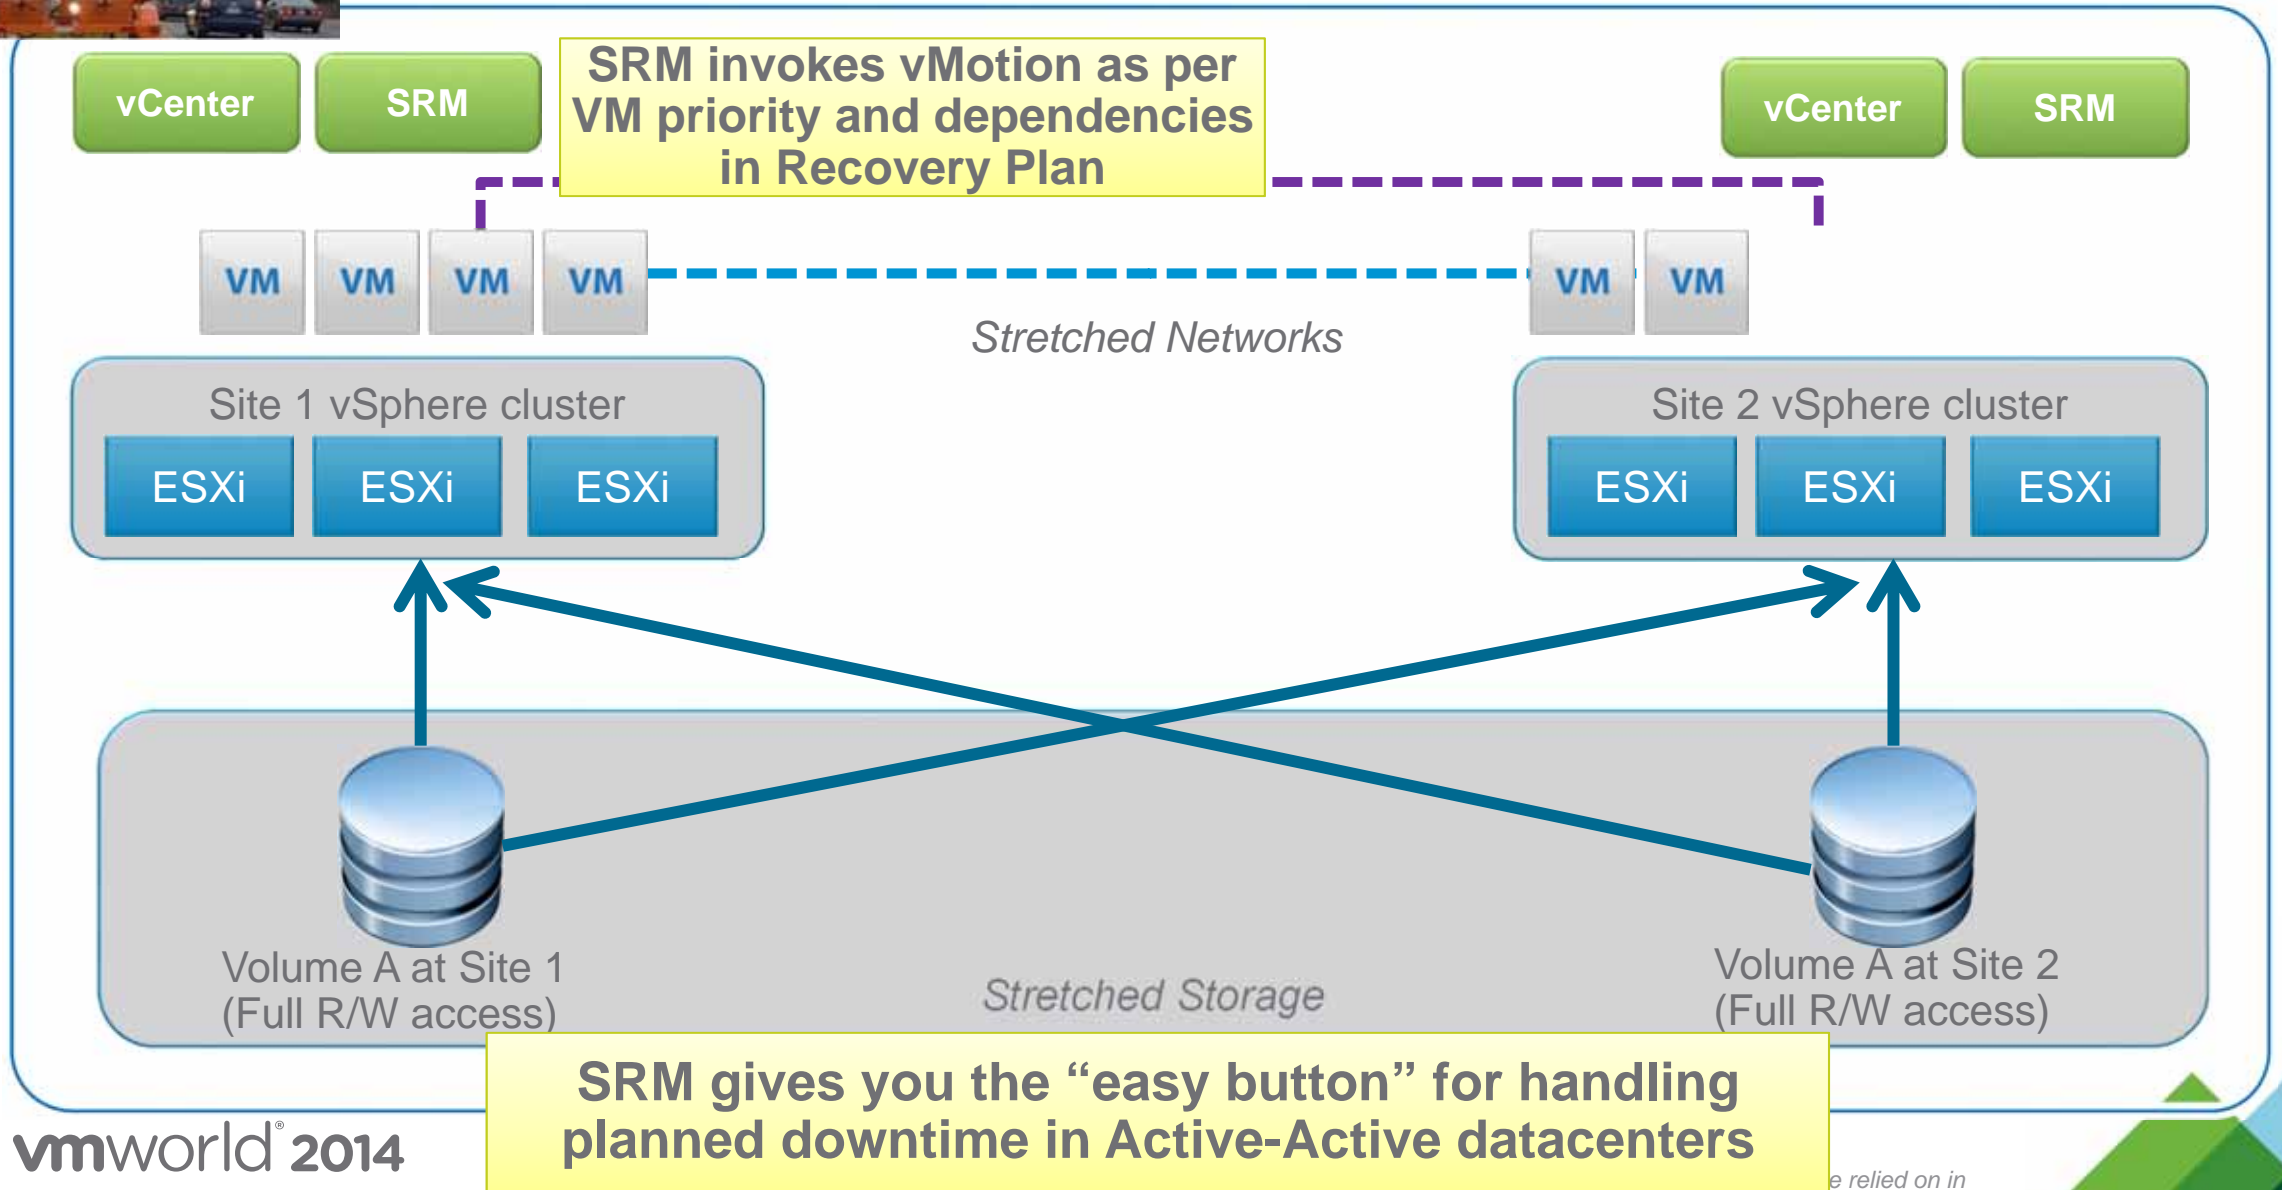 vCenter
SRM
SRM invokes vMotion as per
VM priority and dependencies
in Recovery Plan
vCenter
SRM
VM
VM
VM
VM
VM
VM
Stretched Networks
Site 1 vSphere cluster
ESXi
ESXi
ESXi
Site 2 vSphere cluster
ESXi
ESXi
ESXi
Volume A at Site 1
(Full R/W access)
Stretched Storage
Volume A at Site 2
(Full R/W access)
SRM gives you the “easy button” for handling
planned downtime in Active-Active datacenters
vmworld® 2014
relied on in